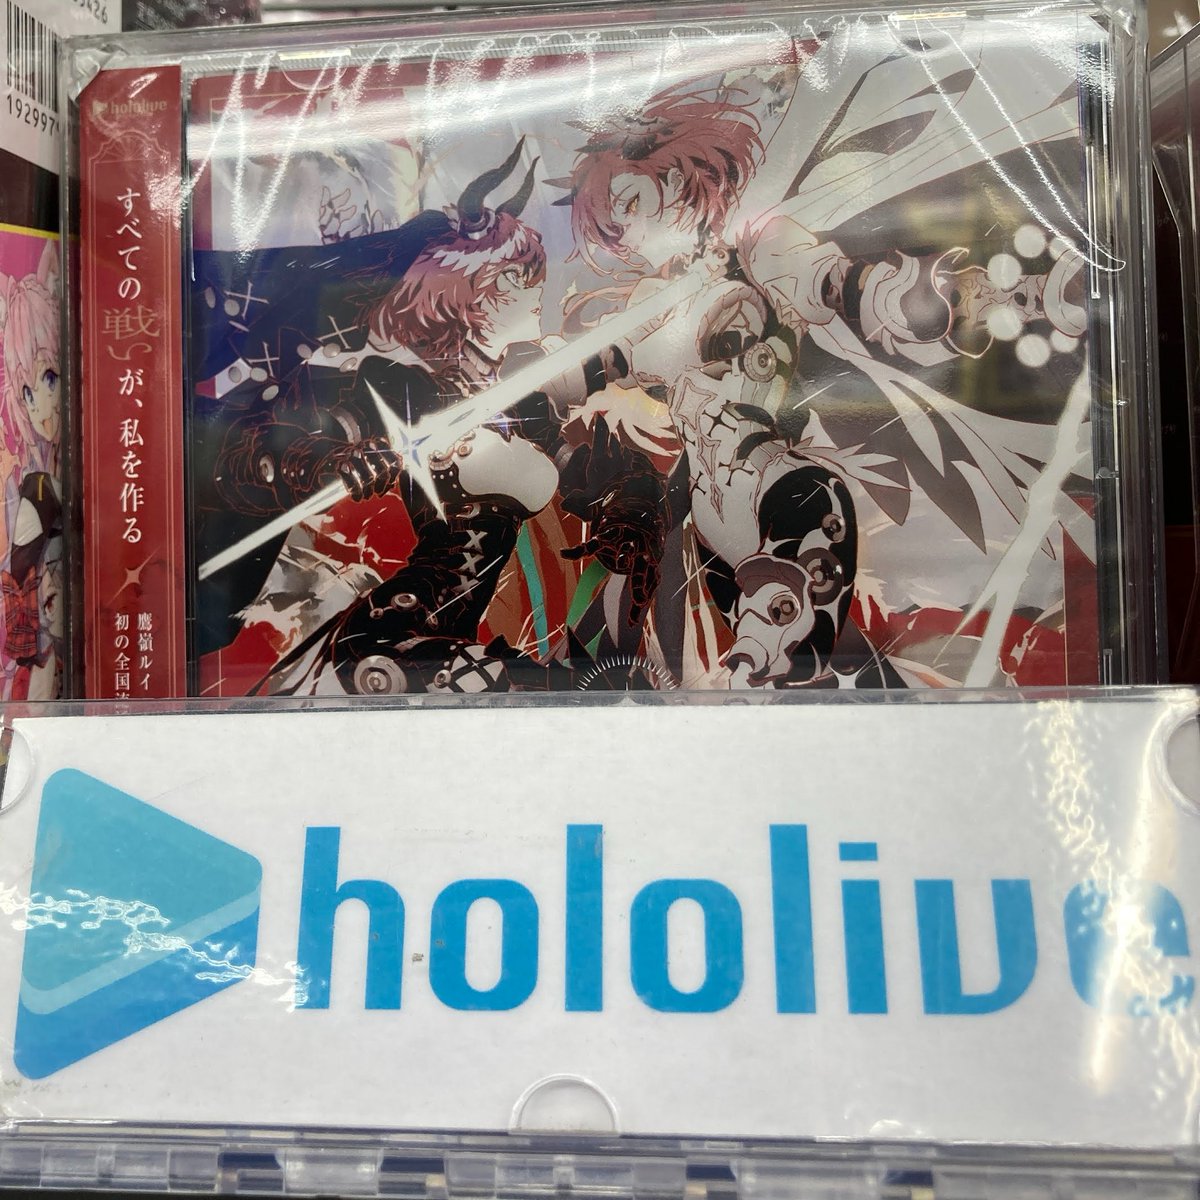 hololive
すべての戦いが、私を作る
鷹嶺ルイ
初の全国流
hololive